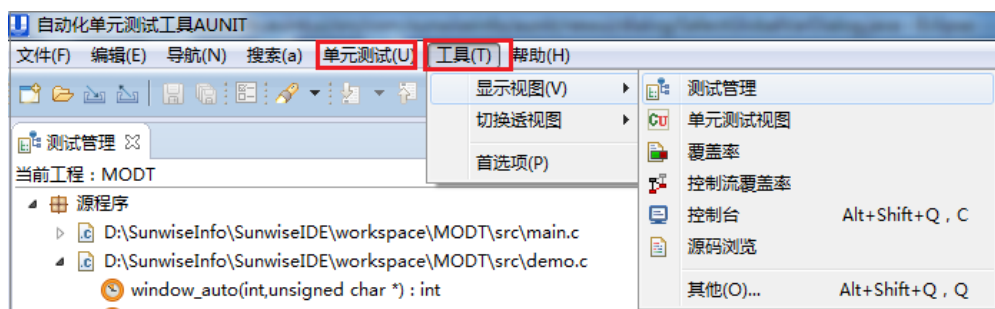 自动化单元测试工具AUNIT
文件(F) 编辑(E) 导航(N) 搜索(a) 单元测试(U) 工具(T) 帮助(H)
显示视图(V)
切换透视图
首选项(P)
测试管理
CU 单元测试视图
覆盖率
控制流覆盖率
控制台 Alt+Shift+Q , C
源码浏览
其他(O)... Alt+Shift+Q , Q
测试管理
当前工程 : MODT
源程序
.c D:\SunwiseInfo\SunwiseIDE\workspace\MODT\src\main.c
.c D:\SunwiseInfo\SunwiseIDE\workspace\MODT\src\demo.c
window_auto(int,unsigned char *) : int